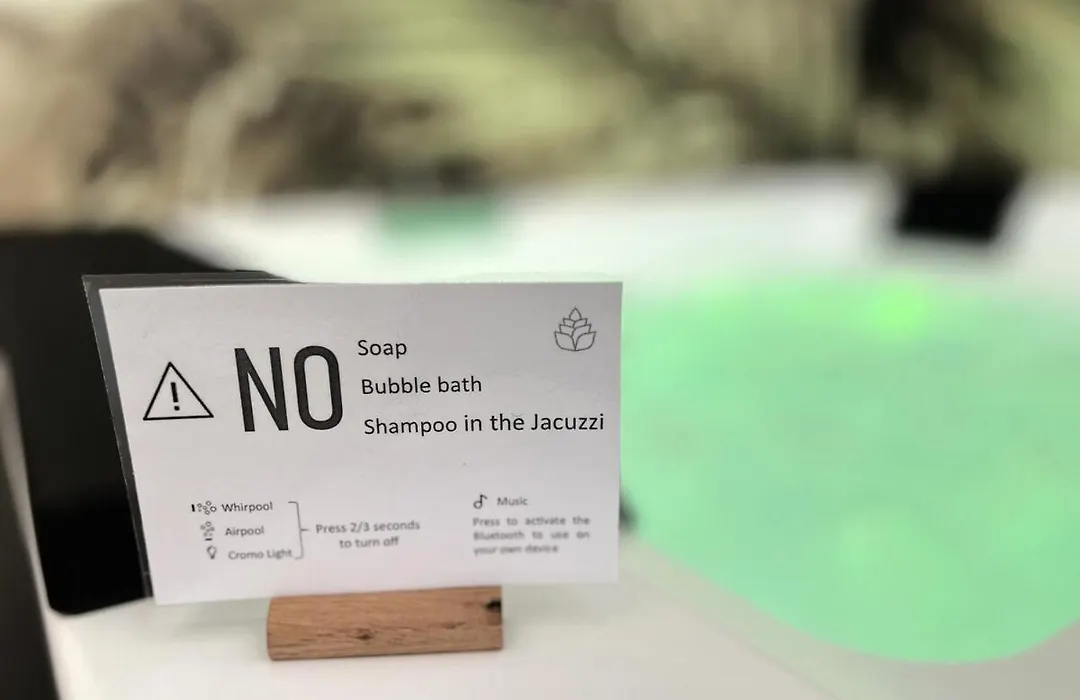 NO
Soap
Bubble bath
Shampoo in the Jacuzzi
Whirpool
Airpool
Cromo Light
Press 2/3 seconds
to turn off
Music
Press to activate the
Bluetooth to use on
your own device